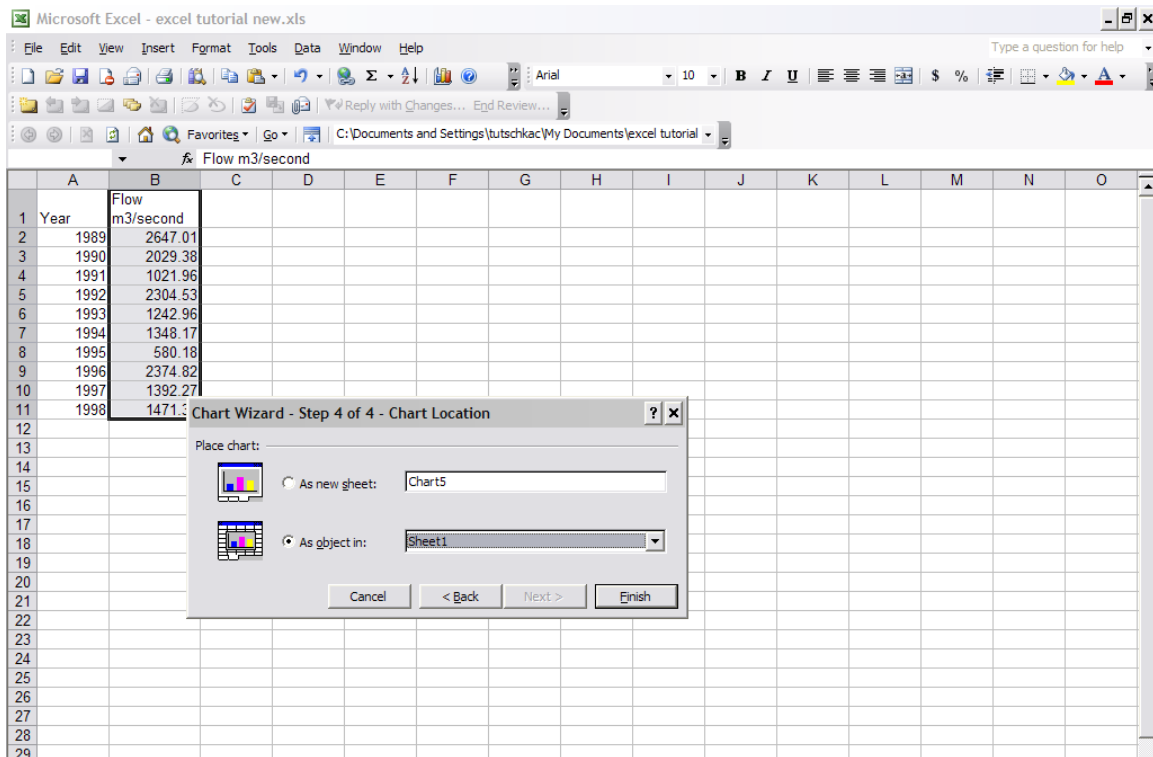 Microsoft Excel - excel tutorial new.xls
File Edit View Insert Format Tools Data Window Help Type a question for help
Arial 10 B I U $ %
Reply with Changes... End Review...
Favorites Go C:\Documents and Settings\tutschkac\My Documents\excel tutorial
fx Flow m3/second
A B C D E F G H I J K L M N O
Flow
1 Year m3/second
2 1989 2647.01
3 1990 2029.38
4 1991 1021.96
5 1992 2304.53
6 1993 1242.96
7 1994 1348.17
8 1995 580.18
9 1996 2374.82
10 1997 1392.27
11 1998 1471.3
Chart Wizard - Step 4 of 4 - Chart Location ?
12
13 Place chart:
14
15 As new sheet: Chart5
16
17
18 As object in: Sheet1
19
20
21 Cancel < Back Next > Finish
22
23
24
25
26
27
28
29